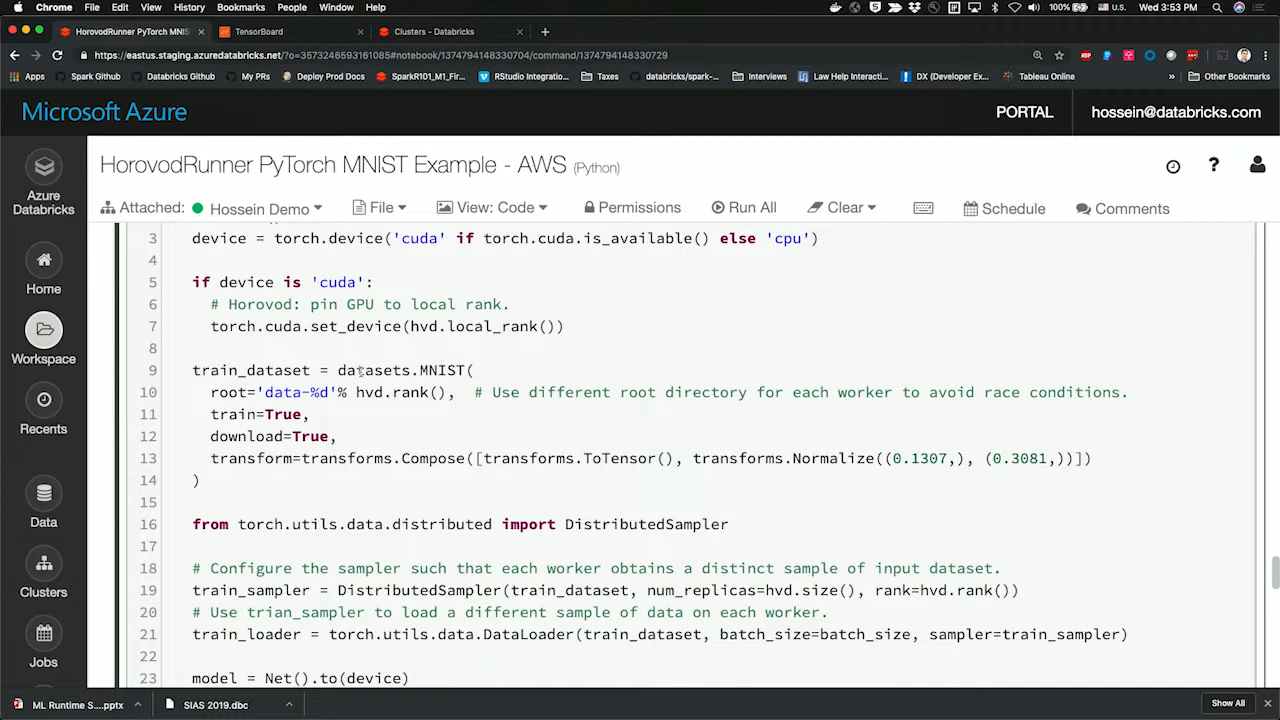 Chrome File Edit View History Bookmarks People Window Help 100% U.S. Wed 3:53 PM
HorovodRunner PyTorch MNIS TensorBoard Clusters - Databricks
https://eastus.staging.azuredatabricks.net/?o=3573246593161085#notebook/1374794148330704/command/1374794148330729
Apps Spark Github Databricks Github My PRs Deploy Prod Docs SparkR101_M1_Fir... RStudio Integratio... Taxes databricks/spark-... Interviews Law Help Interacti... DX (Developer Ex... Tableau Online » Other Bookmarks
Microsoft Azure PORTAL hossein@databricks.com
HorovodRunner PyTorch MNIST Example - AWS (Python)
Attached: Hossein Demo File View: Code Permissions Run All Clear Schedule Comments
Azure
Databricks
Home
Workspace
Recents
Data
Clusters
Jobs
3 device = torch.device('cuda' if torch.cuda.is_available() else 'cpu')
4
5 if device is 'cuda':
6 # Horovod: pin GPU to local rank.
7 torch.cuda.set_device(hvd.local_rank())
8
9 train_dataset = datasets.MNIST(
10 root='data-%d'% hvd.rank(), # Use different root directory for each worker to avoid race conditions.
11 train=True,
12 download=True,
13 transform=transforms.Compose([transforms.ToTensor(), transforms.Normalize((0.1307,), (0.3081,))])
14 )
15
16 from torch.utils.data.distributed import DistributedSampler
17
18 # Configure the sampler such that each worker obtains a distinct sample of input dataset.
19 train_sampler = DistributedSampler(train_dataset, num_replicas=hvd.size(), rank=hvd.rank())
20 # Use trian_sampler to load a different sample of data on each worker.
21 train_loader = torch.utils.data.DataLoader(train_dataset, batch_size=batch_size, sampler=train_sampler)
22
23 model = Net().to(device)
ML Runtime S....pptx SIAS 2019.dbc Show All